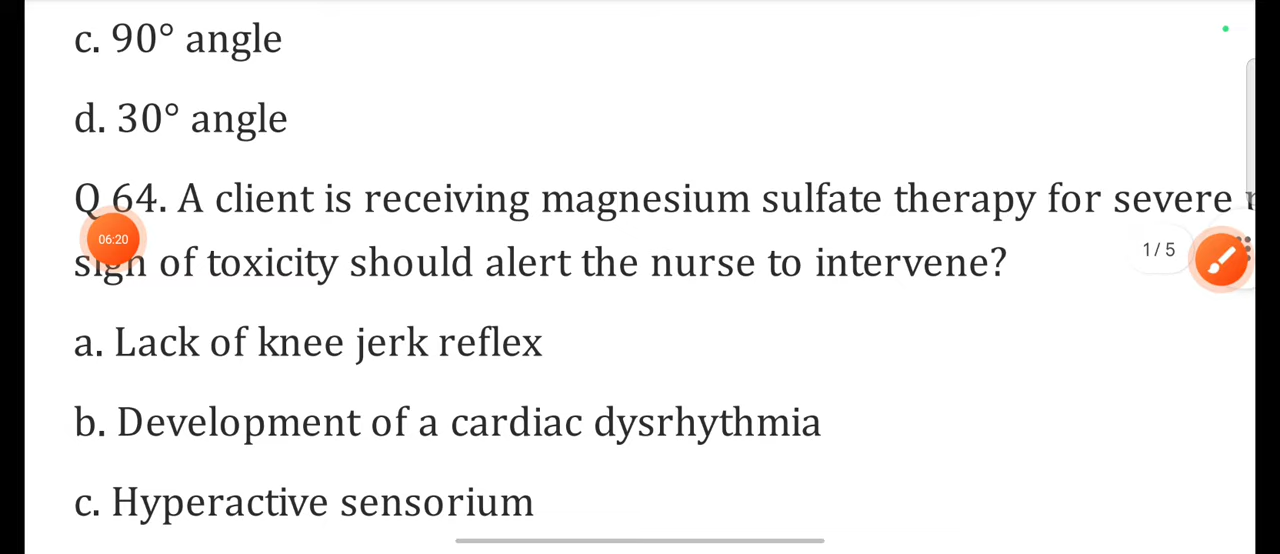 c. 90° angle
d. 30° angle
Q 64. A client is receiving magnesium sulfate therapy for severe
06:20
sign of toxicity should alert the nurse to intervene?
1/5
a. Lack of knee jerk reflex
b. Development of a cardiac dysrhythmia
c. Hyperactive sensorium